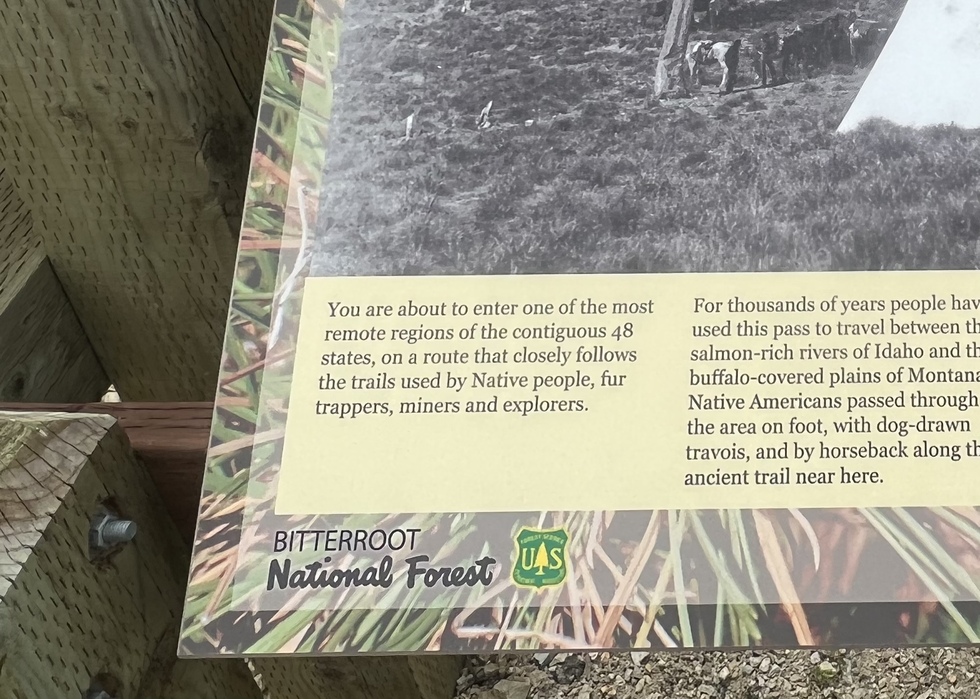 You are about to enter one of the most
remote regions of the contiguous 48
states, on a route that closely follows
the trails used by Native people, fur
trappers, miners and explorers.
For thousands of years people hav
used this pass to travel between th
salmon-rich rivers of Idaho and th
buffalo-covered plains of Montana
Native Americans passed through
the area on foot, with dog-drawn
travois, and by horseback along th
ancient trail near here.
BITTERROOT
National Forest
FOREST SERVICE
U S